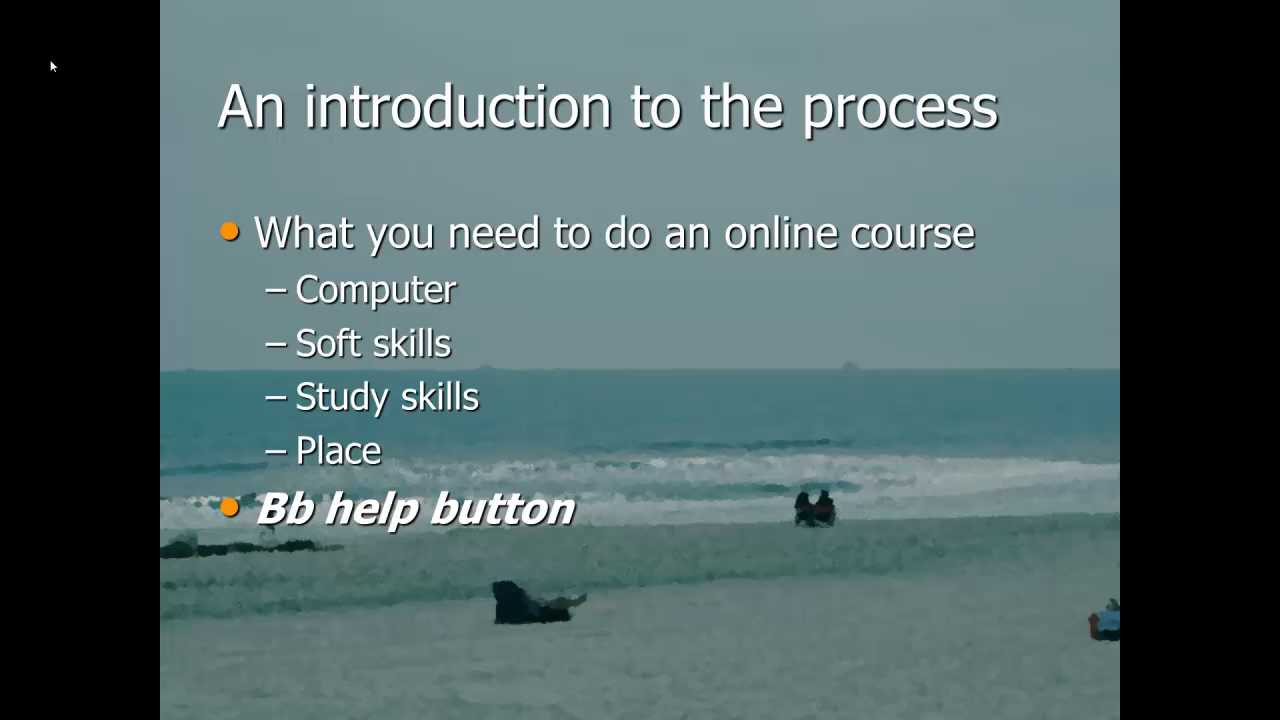 An introduction to the process
• What you need to do an online course
– Computer
– Soft skills
– Study skills
– Place
• Bb help button